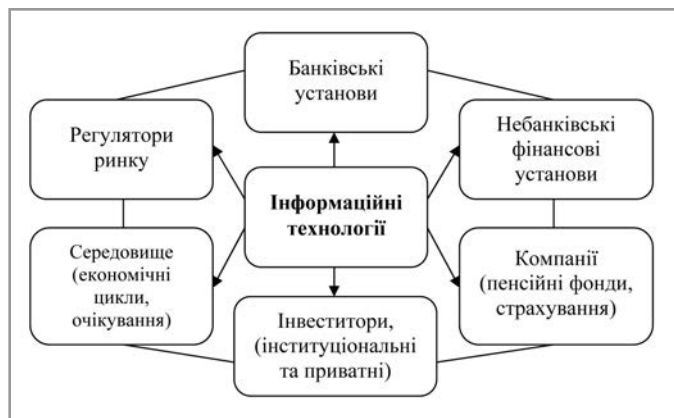 Банківські
установи
Регулятори
ринку
Небанківські
фінансові
установи
Інформаційні
технології
Середовище
(економічні
цикли,
очікування)
Компанії
(пенсійні фонди,
страхування)
Інвеститори,
(інституціональні
та приватні)